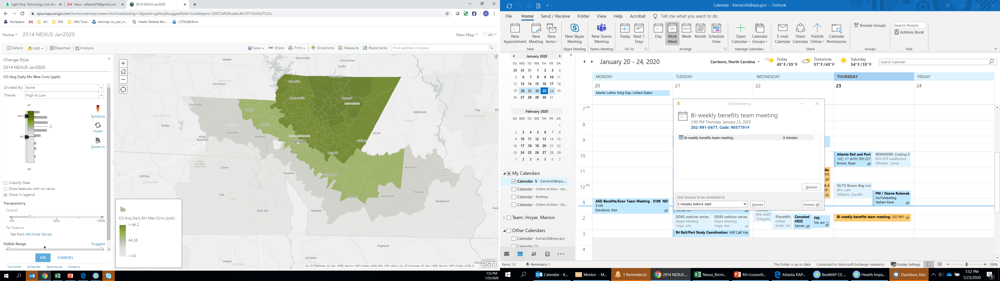 Light-Duty Technology Cost Anal
Inbox - alikamal78@gmail.com -
2014 NEXUS Jan2020
epa.maps.arcgis.com/home/webmap/viewer.html?useExisting=1&panel=gallery&suggestField=true&layers=33037af928ca4ec4b19715fc43d7523c
Workplace
ALI
EPA
ARA Tools
benmap-ce_user_m...
Health-Related Ben...
| OTAQ@Work
Home
2014 NEXUS Jan2020
New Map
Ali
Details
Add
Basemap
Analysis
Save
Share
Print
Directions
Measure
Bookmarks
Find address or place
Change Style
2014 NEXUS Jan2020
O3 Avg Daily 8hr Max Conc (ppb)
Divided By: None
Theme High to Low
47
46.2
x̄
43
39
Symbols
Invert
Zoom in
Classify Data
Draw features with no value.
Show in legend
Transparency
Overall
0% 50% 100%
Per feature
Set from Attribute Values
Visible Range Suggest
OK CANCEL
Trust Center Contact Esri Report Abuse Contact Us
Maiden
Mooresville
China Grove
Landis
Lake Norman
LINCOLN
Lincolnton
Cornelius
Kannapolis
Huntersville
Concord
CABARRUS
Cherryville
CLEVELAND
Stanley
Albemarle
Troy
MONTGOMERY
Shelby
GASTON
Mt Holly
STANLY
Gastonia
Kings Mountain
Belmont
MECKLENBURG
Charlotte
Midland
Locust
Mint Hill
Kings Mountain State Park
Clover
Pineville
Indian Trail
Burnsville
Pee Dee National Wildlife Refuge
Gaffney
CHEROKEE
York
YORK
Monroe
Marshville
Polkton
Wadesboro
Rock Hill
Waxhaw
Pageland
Lancaster
Chester
CHESTER
O3 Avg Daily 8hr Max Conc (ppb)
> 46.2
44.55
< 43
City Of Charlotte, NC, Esri, HERE, Garmin, METI/NASA, USGS, EPA, NPS, USDA | City Of Charlotte, NC, Esri, HERE, Garmin, METI/NASA, USGS, E...
POWERED BY
esri
1:52 PM
1/23/2020
Calendar - Kamal.Ali@epa.gov - Outlook
File Home Send / Receive Folder View Help Acrobat Tell me what you want to do
New Appointment
New Meeting
New Items
New Skype Meeting
New Teams Meeting
Today
Next 7 Days
Day
Work Week
Week
Month
Schedule View
Open Calendar
Calendar Groups
E-mail Calendar
Share Calendar
Publish Online
Calendar Permissions
Browse Groups
Search People
Address Book
New Skype Meeting Teams Meeting Go To Arrange Manage Calendars Share Groups Find
January 2020
SU MO TU WE TH FR SA
29 30 31 1 2 3 4
5 6 7 8 9 10 11
12 13 14 15 16 17 18
19 20 21 22 23 24 25
26 27 28 29 30 31
February 2020
SU MO TU WE TH FR SA
1
2 3 4 5 6 7 8
9 10 11 12 13 14 15
16 17 18 19 20 21 22
23 24 25 26 27 28 29
1 2 3 4 5 6 7
My Calendars
Calendar 5 - Kamal.Ali@epa....
Calendar - Online Archive - Ka...
Calendar - BenMap
Calendar - Online Archive - Ka...
Team: Hoyer, Marion
Other Calendars
Calendar - Kamal.Ali@epa.gov
Calendar (1)
January 20 - 24, 2020
Carrboro, North Carolina
Today
45°F/35°F
Tomorrow
57°F/43°F
Saturday
54°F/35°F
Search Calendar
MONDAY TUESDAY WEDNESDAY THURSDAY FRIDAY
20 21 22 23 24
Martin Luther King Day; United States
7 AM
8
9
10
11
12 PM
1
2
3
4
ASD Benefits/Econ Team Meeting - S109 NEW
S109
Davidson, Ken
1 Reminder(s)
Bi-weekly benefits team meeting
2:00 PM Thursday, January 23, 2020
202-991-0477, Code: 9057791#
Bi-weekly benefits team meeting 9 minutes
Dismiss
Click Snooze to be reminded in:
5 minutes before start
Snooze
Dismiss All
DDES webinar series
Skype Meeting
Vega, Ann
DDES webinar series
Skype Meeting
Vega, Ann
R4 Rail/Port Study Coordination; Will Call; Kar
EPA AUDI
Tsirigotis,
PlanetWa
Online
Smith, Da
Canceled:
HEID
Sasser,
FW:
We are
Atlanta Rail and Port
12C; +1 (470) 705-227
Brown, Ryan
REMINDER: Cutting E
EPA-RTP Auditorium
Wheeler, Carrie
NLTO Brown Bag Lun
EPA Cafe
Williams, DavidN
PM / Ozone Rulemak
GoToMeeting
Stefani Penn
Bi-weekly benefits team meeting; 202-991-
Items: 23 Reminders: 1
This folder is up to date. Connected to: Microsoft Exchange (Headers) Display Settings 100%
Calendar - K...
Mentor - M...
1 Reminder(s)
2014 NEXUS ...
Nexus_Birmi...
R4+Louisvill...
Atlanta RAP...
BenMAP-CE ...
Health Impa...
Davidson, Ken
1:52 PM
1/23/2020